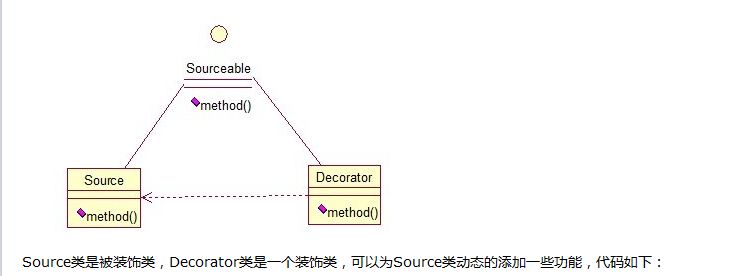 Sourceable
method()
Source
method()
Decorator
method()
Source类是被装饰类，Decorator类是一个装饰类，可以为Source类动态的添加一些功能，代码如下：